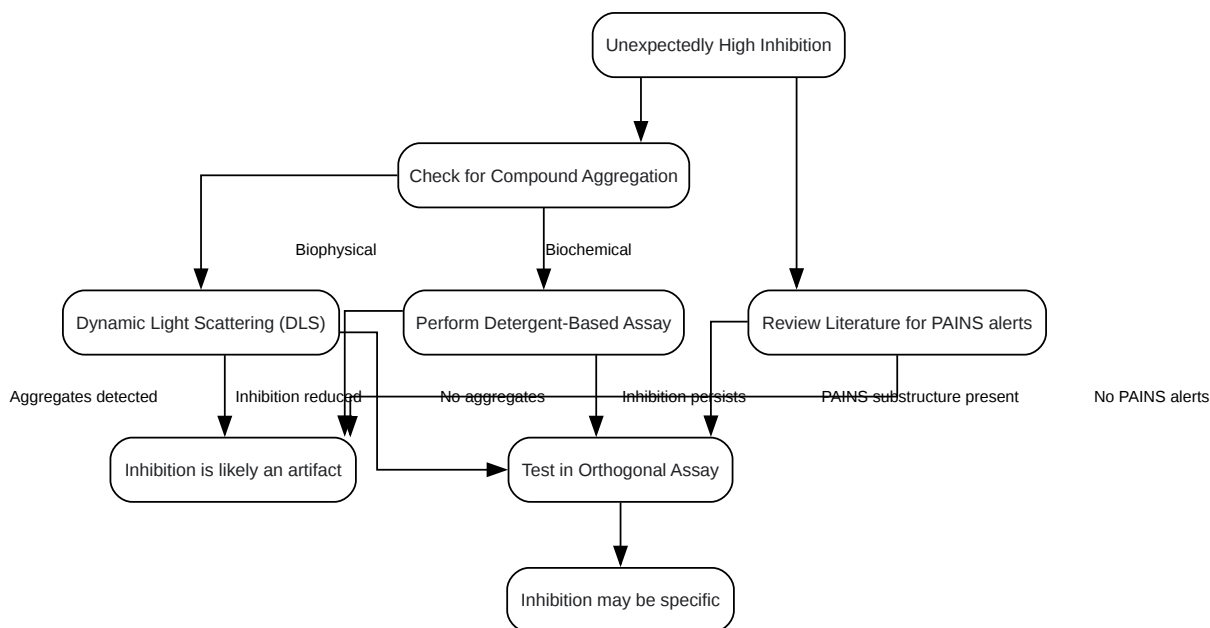 Unexpectedly High Inhibition
Check for Compound Aggregation
Biophysical
Biochemical
Dynamic Light Scattering (DLS)
Perform Detergent-Based Assay
Review Literature for PAINS alerts
Aggregates detected
Inhibition reduced
No aggregates
Inhibition persists
PAINS substructure present
No PAINS alerts
Inhibition is likely an artifact
Test in Orthogonal Assay
Inhibition may be specific